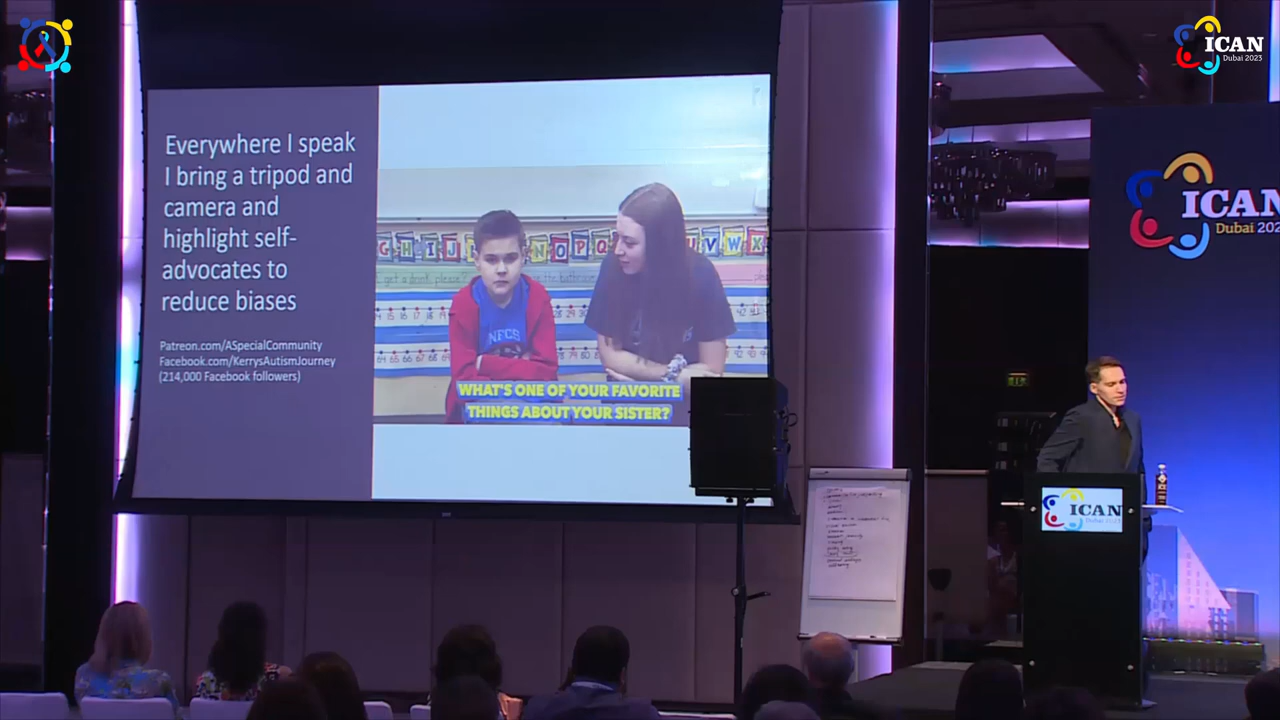 ICAN
Dubai 2023
Everywhere I speak
I bring a tripod and
camera and
highlight self-
advocates to
reduce biases
Patreon.com/ASpecialCommunity
Facebook.com/KerrysAutismJourney
(214,000 Facebook followers)
G H I J L N O P Q U V W X
NFCS
WHAT'S ONE OF YOUR FAVORITE
THINGS ABOUT YOUR SISTER?
ICAN
Dubai 202
ICAN
Dubai 2023